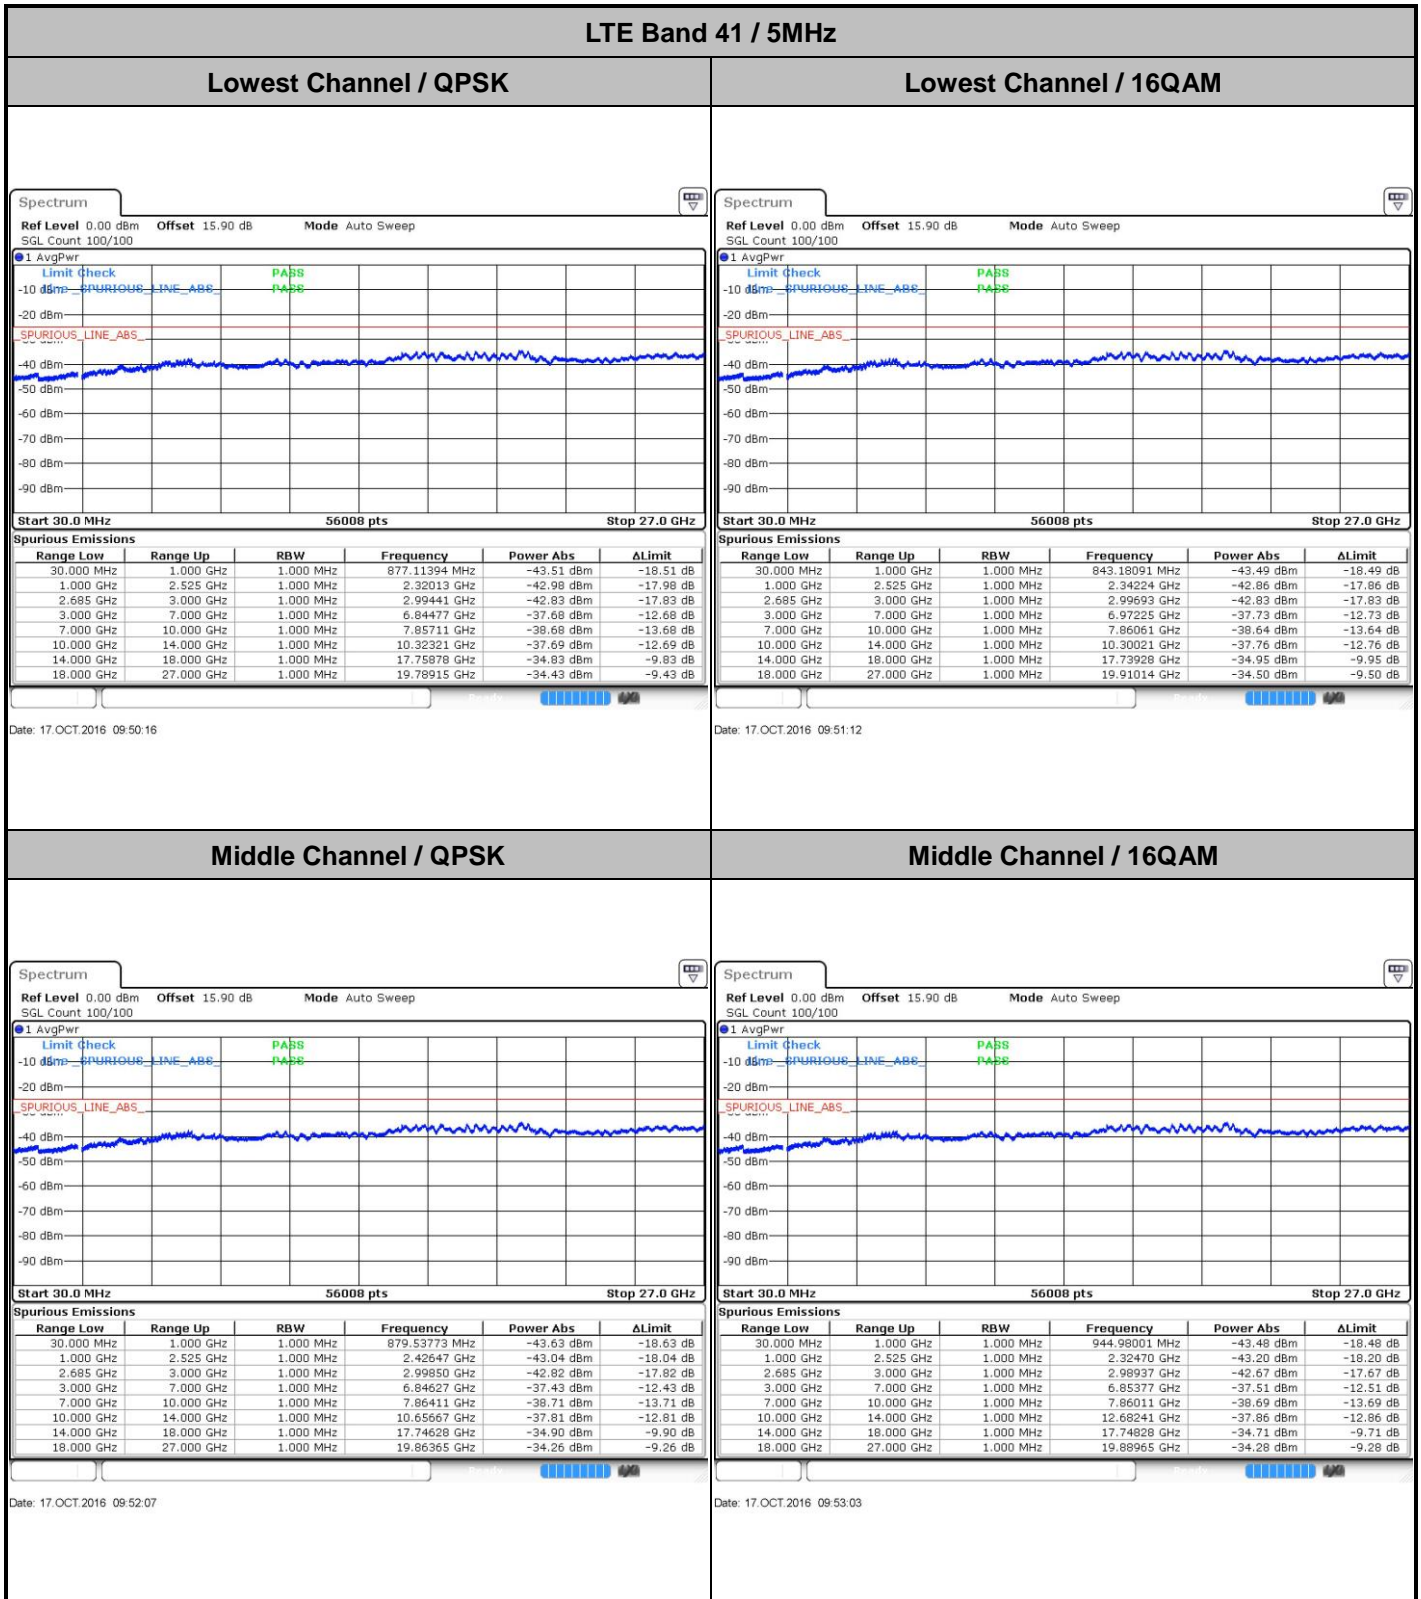 LTE Band 41 / 5MHz
Lowest Channel / QPSK
Lowest Channel / 16QAM
Spectrum
Ref Level 0.00 dBm Offset 15.90 dB Mode Auto Sweep
SGL Count 100/100
1 AvgPwr
Limit Check PASS
-10 dBm
Line _SPURIOUS_LINE_ABS_ PASS
-20 dBm
_SPURIOUS_LINE_ABS_
-40 dBm
-50 dBm
-60 dBm
-70 dBm
-80 dBm
-90 dBm
Start 30.0 MHz 56008 pts Stop 27.0 GHz
Spurious Emissions
Range Low Range Up RBW Frequency Power Abs ΔLimit
30.000 MHz 1.000 GHz 1.000 MHz 877.11394 MHz -43.51 dBm -18.51 dB
1.000 GHz 2.525 GHz 1.000 MHz 2.32013 GHz -42.98 dBm -17.98 dB
2.685 GHz 3.000 GHz 1.000 MHz 2.99441 GHz -42.83 dBm -17.83 dB
3.000 GHz 7.000 GHz 1.000 MHz 6.84477 GHz -37.68 dBm -12.68 dB
7.000 GHz 10.000 GHz 1.000 MHz 7.85711 GHz -38.68 dBm -13.68 dB
10.000 GHz 14.000 GHz 1.000 MHz 10.32321 GHz -37.69 dBm -12.69 dB
14.000 GHz 18.000 GHz 1.000 MHz 17.75878 GHz -34.83 dBm -9.83 dB
18.000 GHz 27.000 GHz 1.000 MHz 19.78915 GHz -34.43 dBm -9.43 dB
Date: 17.OCT.2016 09:50:16
Spectrum
Ref Level 0.00 dBm Offset 15.90 dB Mode Auto Sweep
SGL Count 100/100
1 AvgPwr
Limit Check PASS
-10 dBm
Line _SPURIOUS_LINE_ABS_ PASS
-20 dBm
_SPURIOUS_LINE_ABS_
-40 dBm
-50 dBm
-60 dBm
-70 dBm
-80 dBm
-90 dBm
Start 30.0 MHz 56008 pts Stop 27.0 GHz
Spurious Emissions
Range Low Range Up RBW Frequency Power Abs ΔLimit
30.000 MHz 1.000 GHz 1.000 MHz 843.18091 MHz -43.49 dBm -18.49 dB
1.000 GHz 2.525 GHz 1.000 MHz 2.34224 GHz -42.86 dBm -17.86 dB
2.685 GHz 3.000 GHz 1.000 MHz 2.99693 GHz -42.83 dBm -17.83 dB
3.000 GHz 7.000 GHz 1.000 MHz 6.97225 GHz -37.73 dBm -12.73 dB
7.000 GHz 10.000 GHz 1.000 MHz 7.86061 GHz -38.64 dBm -13.64 dB
10.000 GHz 14.000 GHz 1.000 MHz 10.30021 GHz -37.76 dBm -12.76 dB
14.000 GHz 18.000 GHz 1.000 MHz 17.73928 GHz -34.95 dBm -9.95 dB
18.000 GHz 27.000 GHz 1.000 MHz 19.91014 GHz -34.50 dBm -9.50 dB
Date: 17.OCT.2016 09:51:12
Middle Channel / QPSK
Middle Channel / 16QAM
Spectrum
Ref Level 0.00 dBm Offset 15.90 dB Mode Auto Sweep
SGL Count 100/100
1 AvgPwr
Limit Check PASS
-10 dBm
Line _SPURIOUS_LINE_ABS_ PASS
-20 dBm
_SPURIOUS_LINE_ABS_
-40 dBm
-50 dBm
-60 dBm
-70 dBm
-80 dBm
-90 dBm
Start 30.0 MHz 56008 pts Stop 27.0 GHz
Spurious Emissions
Range Low Range Up RBW Frequency Power Abs ΔLimit
30.000 MHz 1.000 GHz 1.000 MHz 879.53773 MHz -43.63 dBm -18.63 dB
1.000 GHz 2.525 GHz 1.000 MHz 2.42647 GHz -43.04 dBm -18.04 dB
2.685 GHz 3.000 GHz 1.000 MHz 2.99850 GHz -42.82 dBm -17.82 dB
3.000 GHz 7.000 GHz 1.000 MHz 6.84627 GHz -37.43 dBm -12.43 dB
7.000 GHz 10.000 GHz 1.000 MHz 7.86411 GHz -38.71 dBm -13.71 dB
10.000 GHz 14.000 GHz 1.000 MHz 10.65667 GHz -37.81 dBm -12.81 dB
14.000 GHz 18.000 GHz 1.000 MHz 17.74628 GHz -34.90 dBm -9.90 dB
18.000 GHz 27.000 GHz 1.000 MHz 19.86365 GHz -34.26 dBm -9.26 dB
Date: 17.OCT.2016 09:52:07
Spectrum
Ref Level 0.00 dBm Offset 15.90 dB Mode Auto Sweep
SGL Count 100/100
1 AvgPwr
Limit Check PASS
-10 dBm
Line _SPURIOUS_LINE_ABS_ PASS
-20 dBm
_SPURIOUS_LINE_ABS_
-40 dBm
-50 dBm
-60 dBm
-70 dBm
-80 dBm
-90 dBm
Start 30.0 MHz 56008 pts Stop 27.0 GHz
Spurious Emissions
Range Low Range Up RBW Frequency Power Abs ΔLimit
30.000 MHz 1.000 GHz 1.000 MHz 944.98001 MHz -43.48 dBm -18.48 dB
1.000 GHz 2.525 GHz 1.000 MHz 2.32470 GHz -43.20 dBm -18.20 dB
2.685 GHz 3.000 GHz 1.000 MHz 2.98937 GHz -42.67 dBm -17.67 dB
3.000 GHz 7.000 GHz 1.000 MHz 6.85377 GHz -37.51 dBm -12.51 dB
7.000 GHz 10.000 GHz 1.000 MHz 7.86011 GHz -38.69 dBm -13.69 dB
10.000 GHz 14.000 GHz 1.000 MHz 12.68241 GHz -37.86 dBm -12.86 dB
14.000 GHz 18.000 GHz 1.000 MHz 17.74828 GHz -34.71 dBm -9.71 dB
18.000 GHz 27.000 GHz 1.000 MHz 19.88965 GHz -34.28 dBm -9.28 dB
Date: 17.OCT.2016 09:53:03